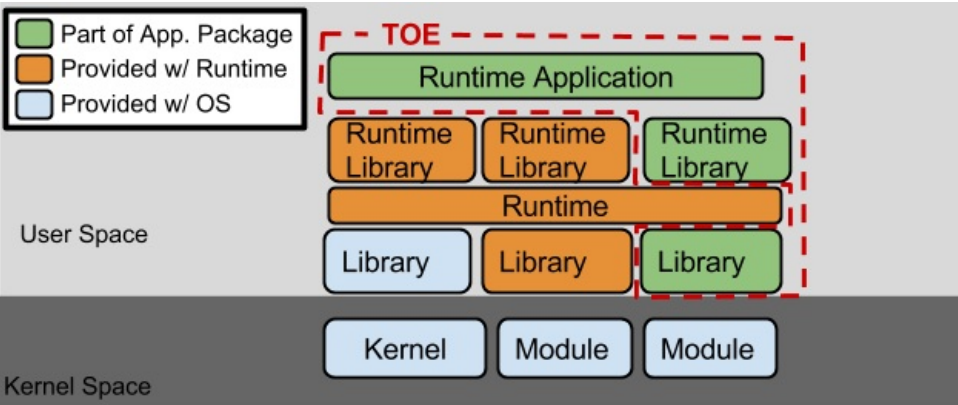 Part of App. Package
Provided w/ Runtime
Provided w/ OS
TOE
Runtime Application
Runtime Library
Runtime Library
Runtime Library
Runtime
User Space
Library
Library
Library
Kernel
Module
Module
Kernel Space